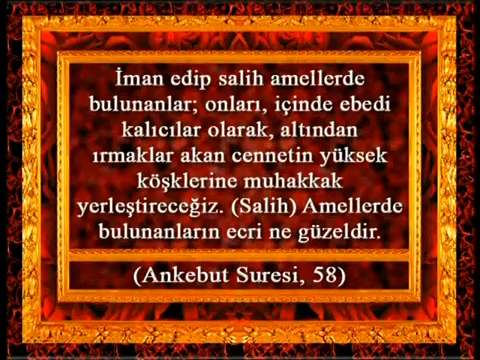 İman edip salih amellerde
bulunanlar; onları, içinde ebedi
kalıcılar olarak, altından
ırmaklar akan cennetin yüksek
köşklerine muhakkak
yerleştireceğiz. (Salih) Amellerde
bulunanların ecri ne güzeldir.
(Ankebut Suresi, 58)